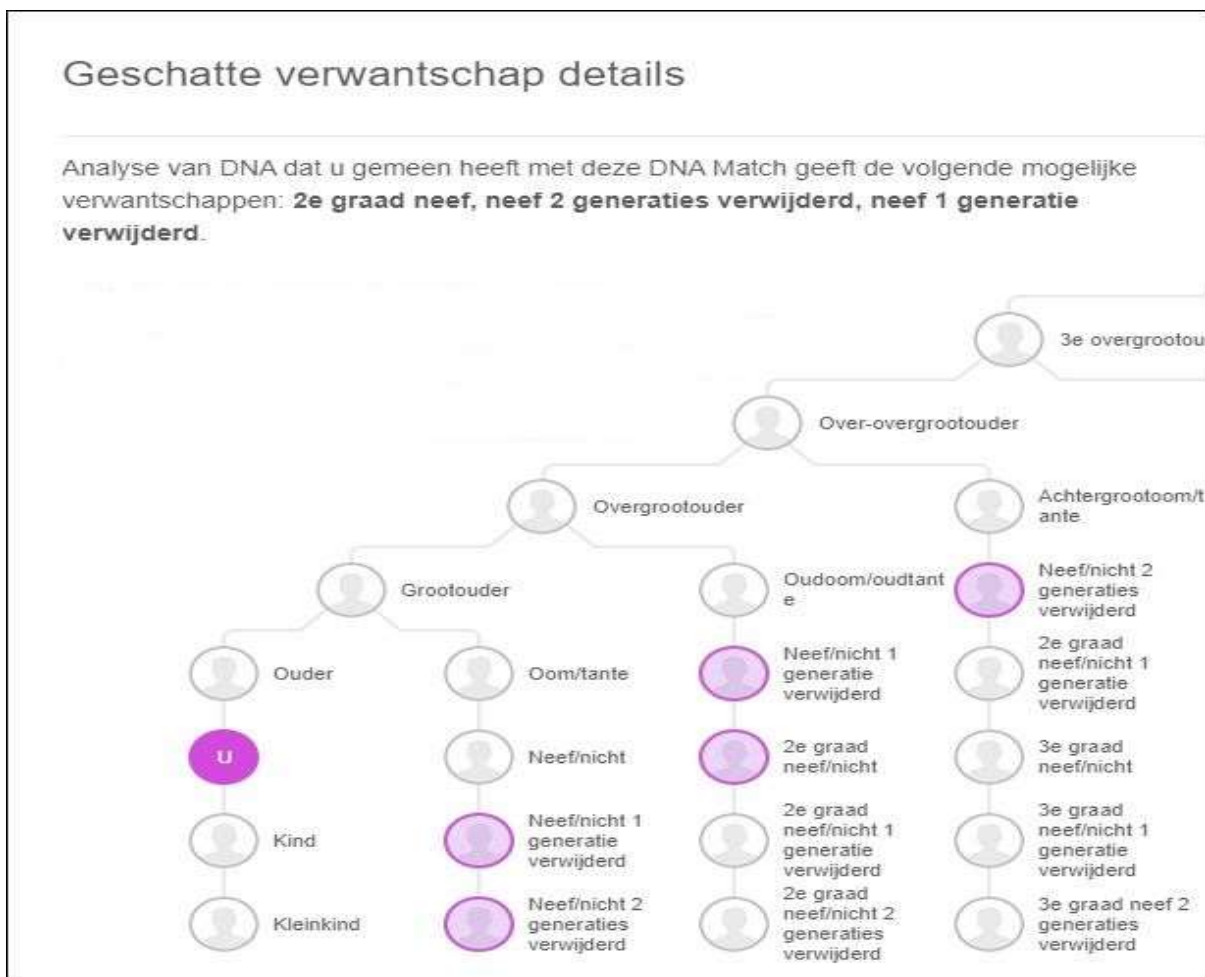 Geschatte verwantschap details
Analyse van DNA dat u gemeen heeft met deze DNA Match geeft de volgende mogelijke
verwantschappen: 2e graad neef, neef 2 generaties verwijderd, neef 1 generatie
verwijderd.
3e overgrootou
Over-overgrootouder
Overgrootouder
Achtergrootoom/t
ante
Grootouder
Oudoom/oudtant
e
Neef/nicht 2
generaties
verwijderd
Ouder
Oom/tante
Neef/nicht 1
generatie
verwijderd
2e graad
neef/nicht 1
generatie
verwijderd
U
Neef/nicht
2e graad
neef/nicht
3e graad
neef/nicht
Kind
Neef/nicht 1
generatie
verwijderd
2e graad
neef/nicht 1
generatie
verwijderd
3e graad
neef/nicht 1
generatie
verwijderd
Kleinkind
Neef/nicht 2
generaties
verwijderd
2e graad
neef/nicht 2
generaties
verwijderd
3e graad neef 2
generaties
verwijderd